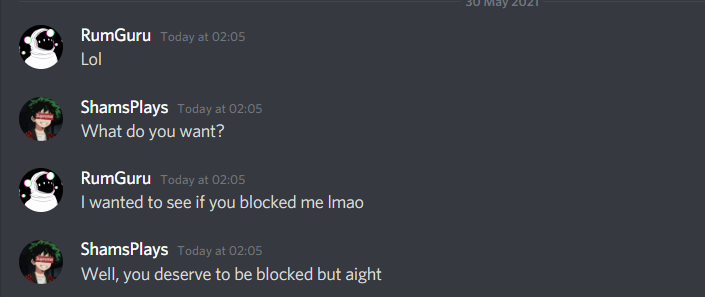 30 May 2021
RumGuru Today at 02:05
Lol
ShamsPlays Today at 02:05
What do you want?
RumGuru Today at 02:05
I wanted to see if you blocked me lmao
ShamsPlays Today at 02:05
Well, you deserve to be blocked but aight